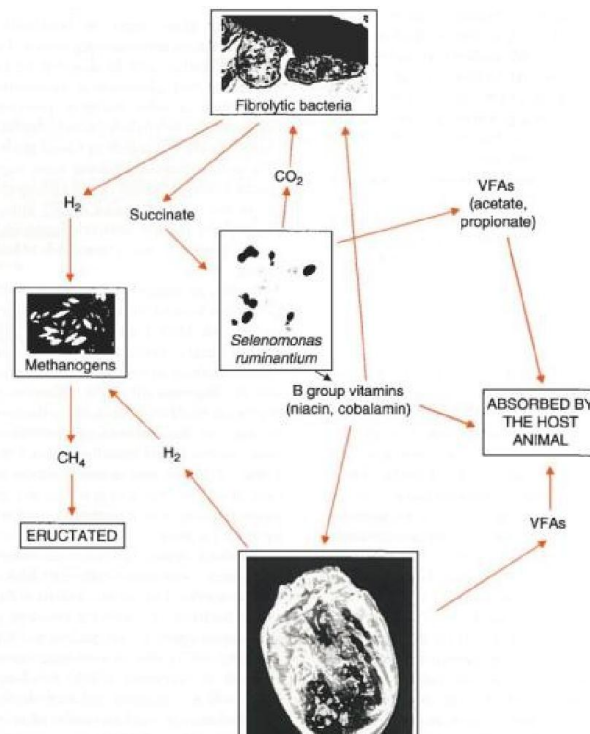 Fibrolytic bacteria
CO₂
H₂
Succinate
VFAs
(acetate,
propionate)
Selenomonas
ruminantium
Methanogens
B group vitamins
(niacin, cobalamin)
ABSORBED BY
THE HOST
ANIMAL
CH₄
H₂
ERUCTATED
VFAs